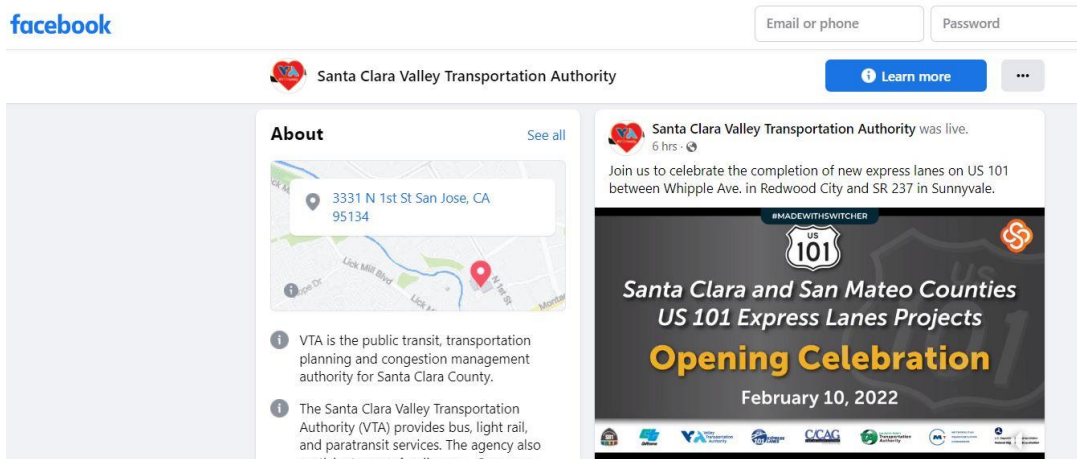 facebook
Email or phone
Password
Santa Clara Valley Transportation Authority
Learn more
About
See all
3331 N 1st St San Jose, CA
95134
Lick Mill Blvd
N 1st St
VTA is the public transit, transportation
planning and congestion management
authority for Santa Clara County.
The Santa Clara Valley Transportation
Authority (VTA) provides bus, light rail,
and paratransit services. The agency also
Santa Clara Valley Transportation Authority was live.
6 hrs ·
Join us to celebrate the completion of new express lanes on US 101
between Whipple Ave. in Redwood City and SR 237 in Sunnyvale.
#MADEWITHSWITCHER
US
101
Santa Clara and San Mateo Counties
US 101 Express Lanes Projects
Opening Celebration
February 10, 2022
VTA
C/CAG